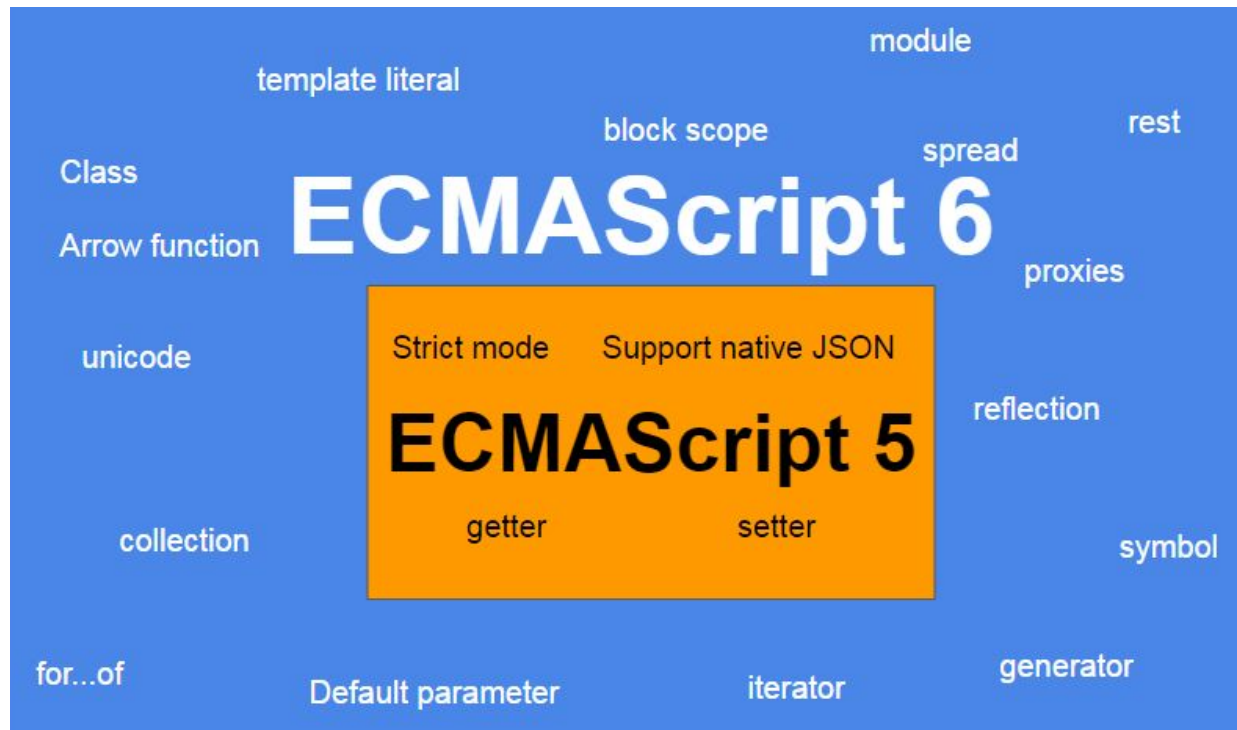 module
template literal
block scope
rest
spread
Class
ECMAScript 6
Arrow function
proxies
Strict mode
Support native JSON
unicode
reflection
ECMAScript 5
getter
setter
collection
symbol
for...of
Default parameter
iterator
generator